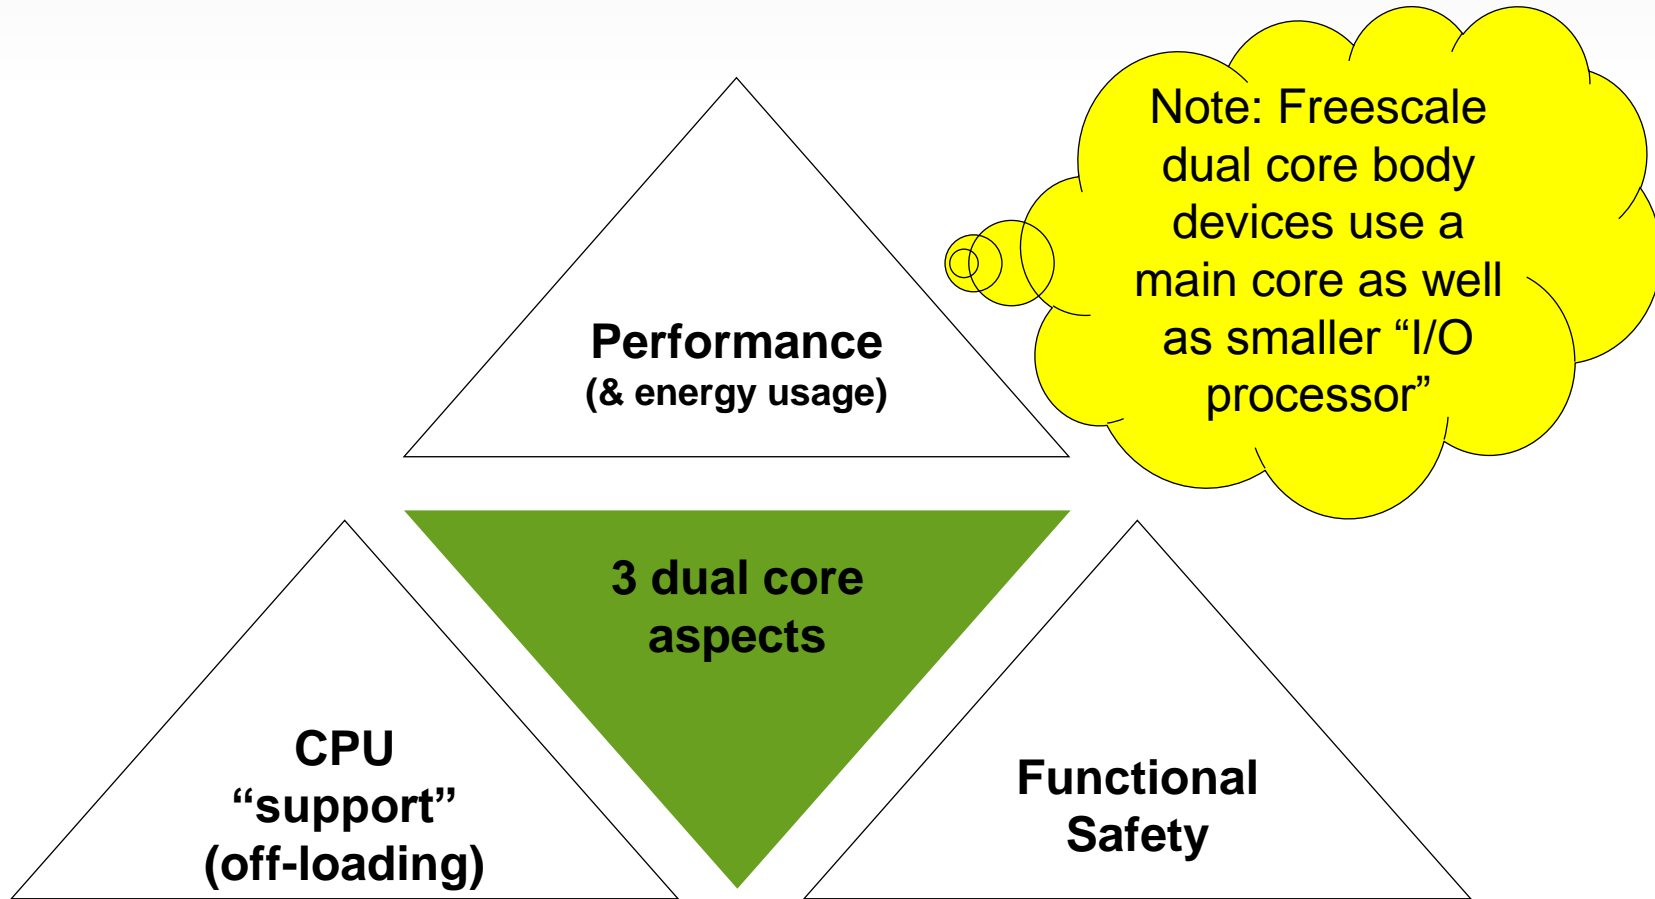 Note: Freescale
dual core body
devices use a
main core as well
as smaller “I/O
processor”
Performance
(& energy usage)
3 dual core
aspects
CPU
“support”
(off-loading)
Functional
Safety